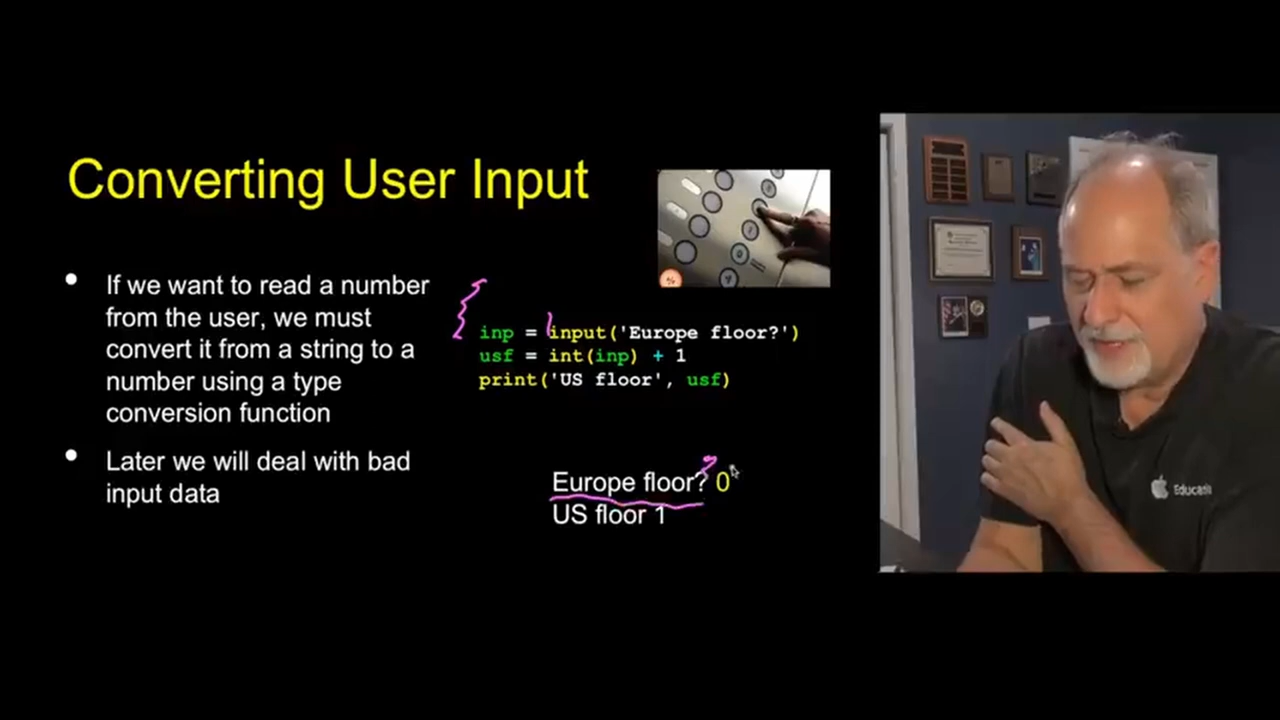 Converting User Input
• If we want to read a number
from the user, we must
convert it from a string to a
number using a type
conversion function
• Later we will deal with bad
input data
inp = input('Europe floor?')
usf = int(inp) + 1
print('US floor', usf)
Europe floor? 0
US floor 1